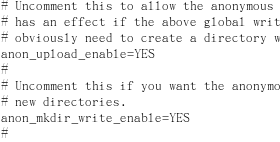 # Uncomment this to allow the anonymous
# has an effect if the above global writ
# obviously need to create a directory w
anon_upload_enable=YES
#
# Uncomment this if you want the anonymo
# new directories.
anon_mkdir_write_enable=YES
#